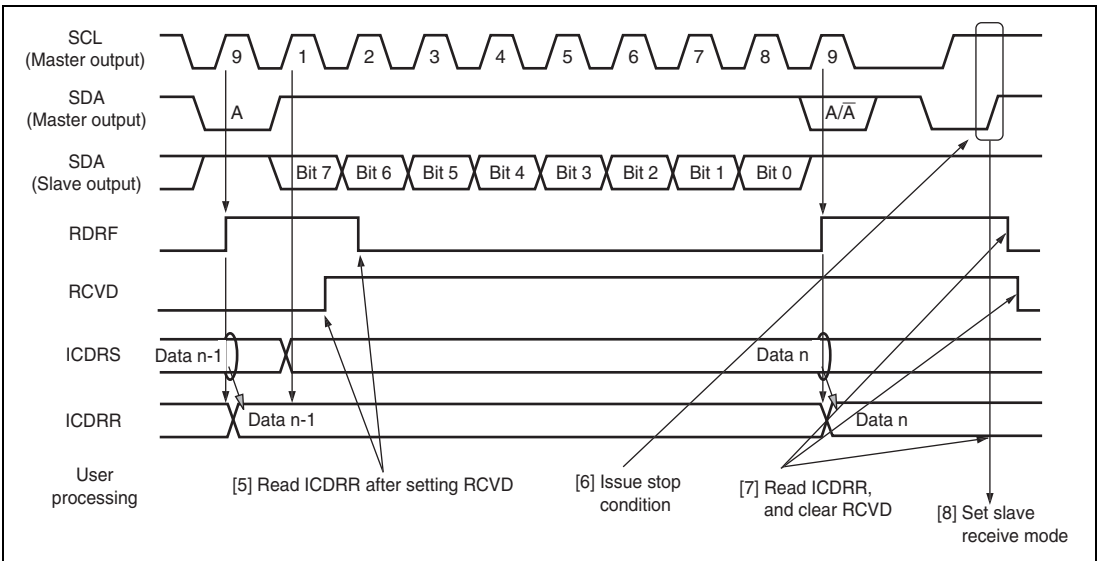 SCL
(Master output)
9 1 2 3 4 5 6 7 8 9
SDA
(Master output)
A A/A̅
SDA
(Slave output)
Bit 7 Bit 6 Bit 5 Bit 4 Bit 3 Bit 2 Bit 1 Bit 0
RDRF
RCVD
ICDRS
Data n-1 Data n
ICDRR
Data n-1 Data n
User
processing
[5] Read ICDRR after setting RCVD
[6] Issue stop
condition
[7] Read ICDRR,
and clear RCVD
[8] Set slave
receive mode